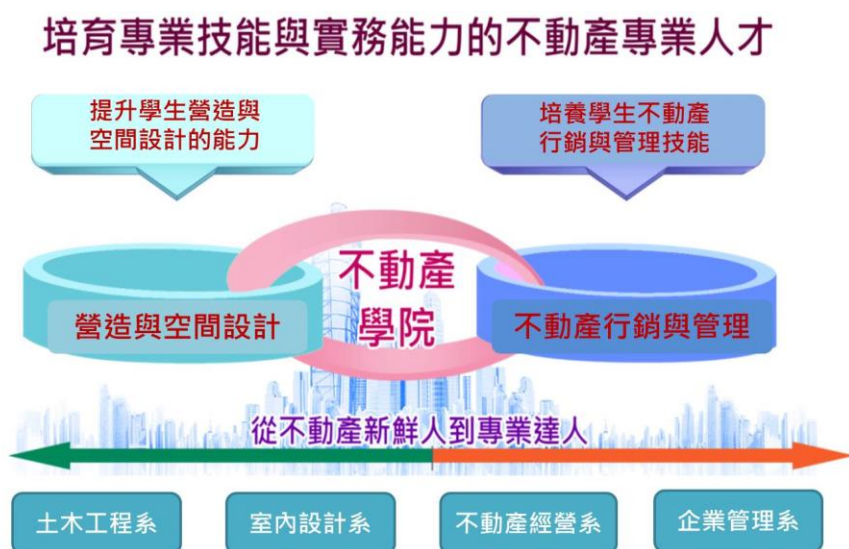 培育專業技能與實務能力的不動產專業人才
提升學生營造與
空間設計的能力
培養學生不動產
行銷與管理技能
不動產
學院
營造與空間設計
不動產行銷與管理
從不動產新鮮人到專業達人
土木工程系
室內設計系
不動產經營系
企業管理系